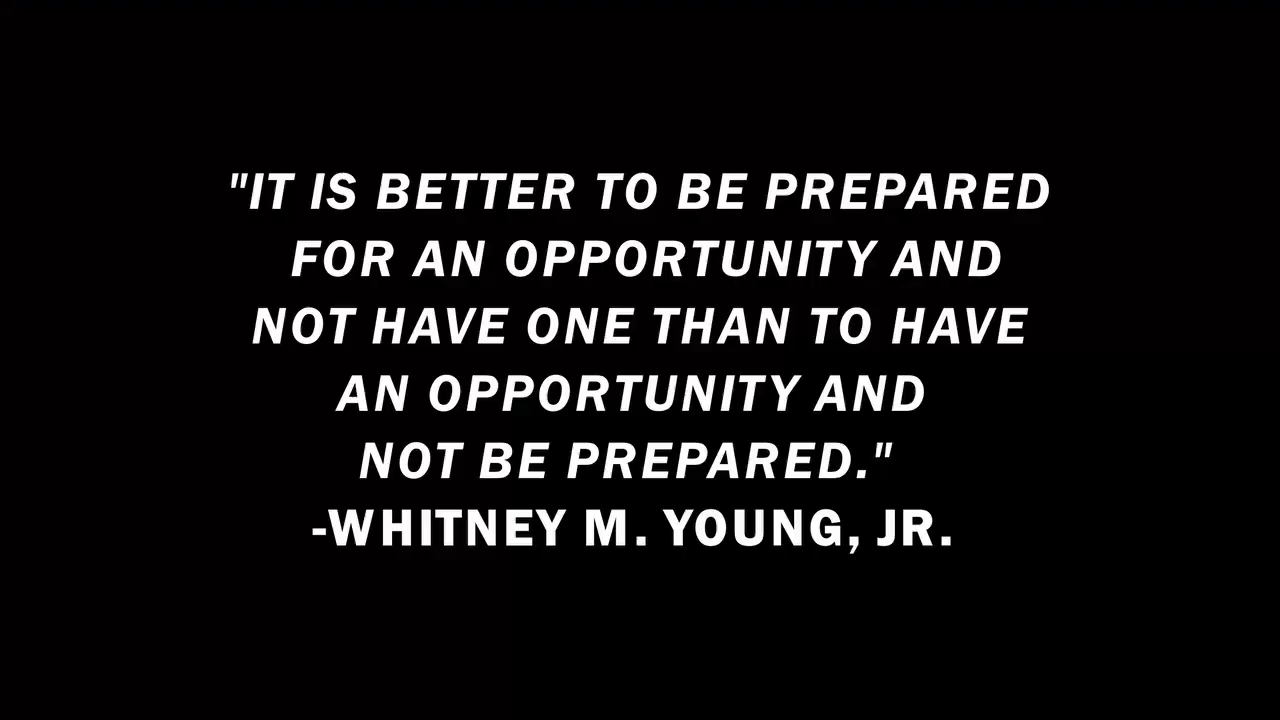 "IT IS BETTER TO BE PREPARED
FOR AN OPPORTUNITY AND
NOT HAVE ONE THAN TO HAVE
AN OPPORTUNITY AND
NOT BE PREPARED."
-WHITNEY M. YOUNG, JR.